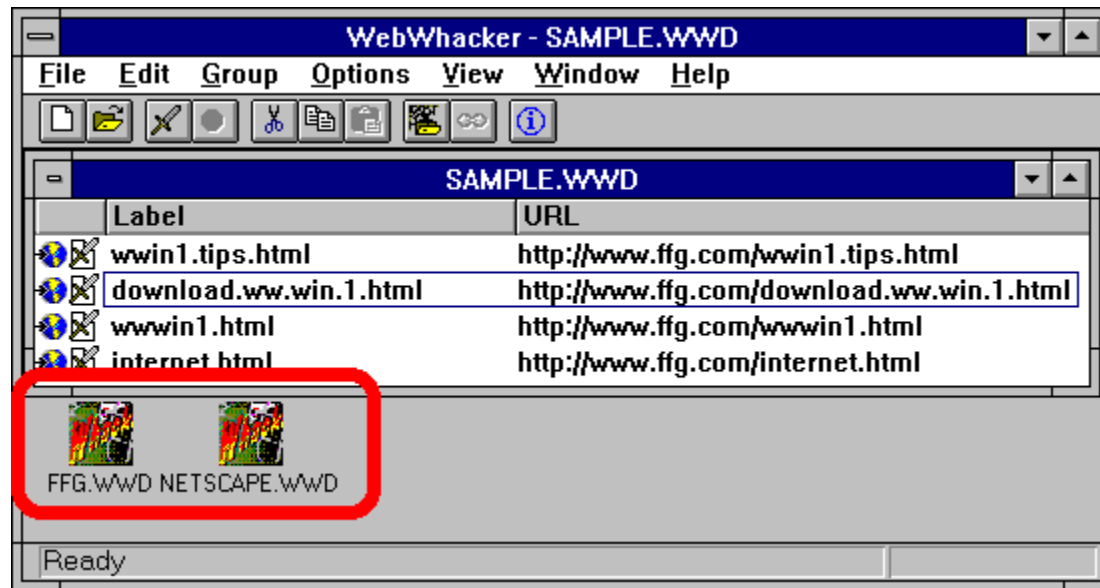 WebWhacker - SAMPLE.WWD
File Edit Group Options View Window Help
SAMPLE.WWD
Label URL
wwin1.tips.html http://www.ffg.com/wwin1.tips.html
download.ww.win.1.html http://www.ffg.com/download.ww.win.1.html
wwwin1.html http://www.ffg.com/wwwin1.html
internet.html http://www.ffg.com/internet.html
FFG.WWD NETSCAPE.WWD
Ready